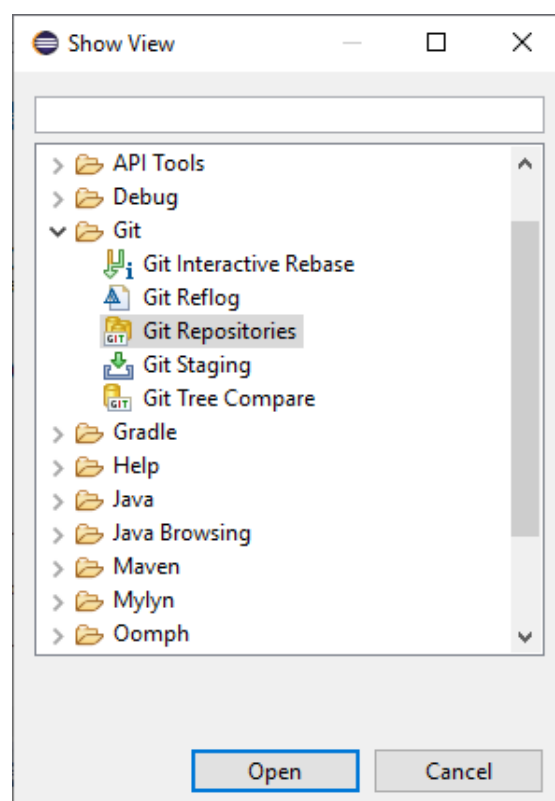 Show View
API Tools
Debug
Git
Git Interactive Rebase
Git Reflog
Git Repositories
Git Staging
Git Tree Compare
Gradle
Help
Java
Java Browsing
Maven
Mylyn
Oomph
Open Cancel